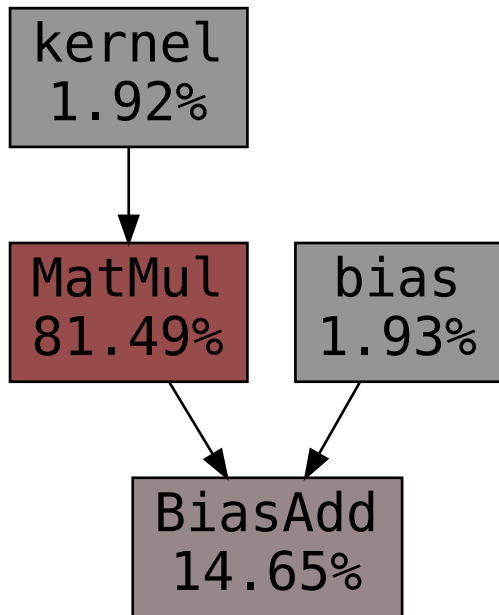 kernel
1.92%
MatMul
81.49%
bias
1.93%
BiasAdd
14.65%